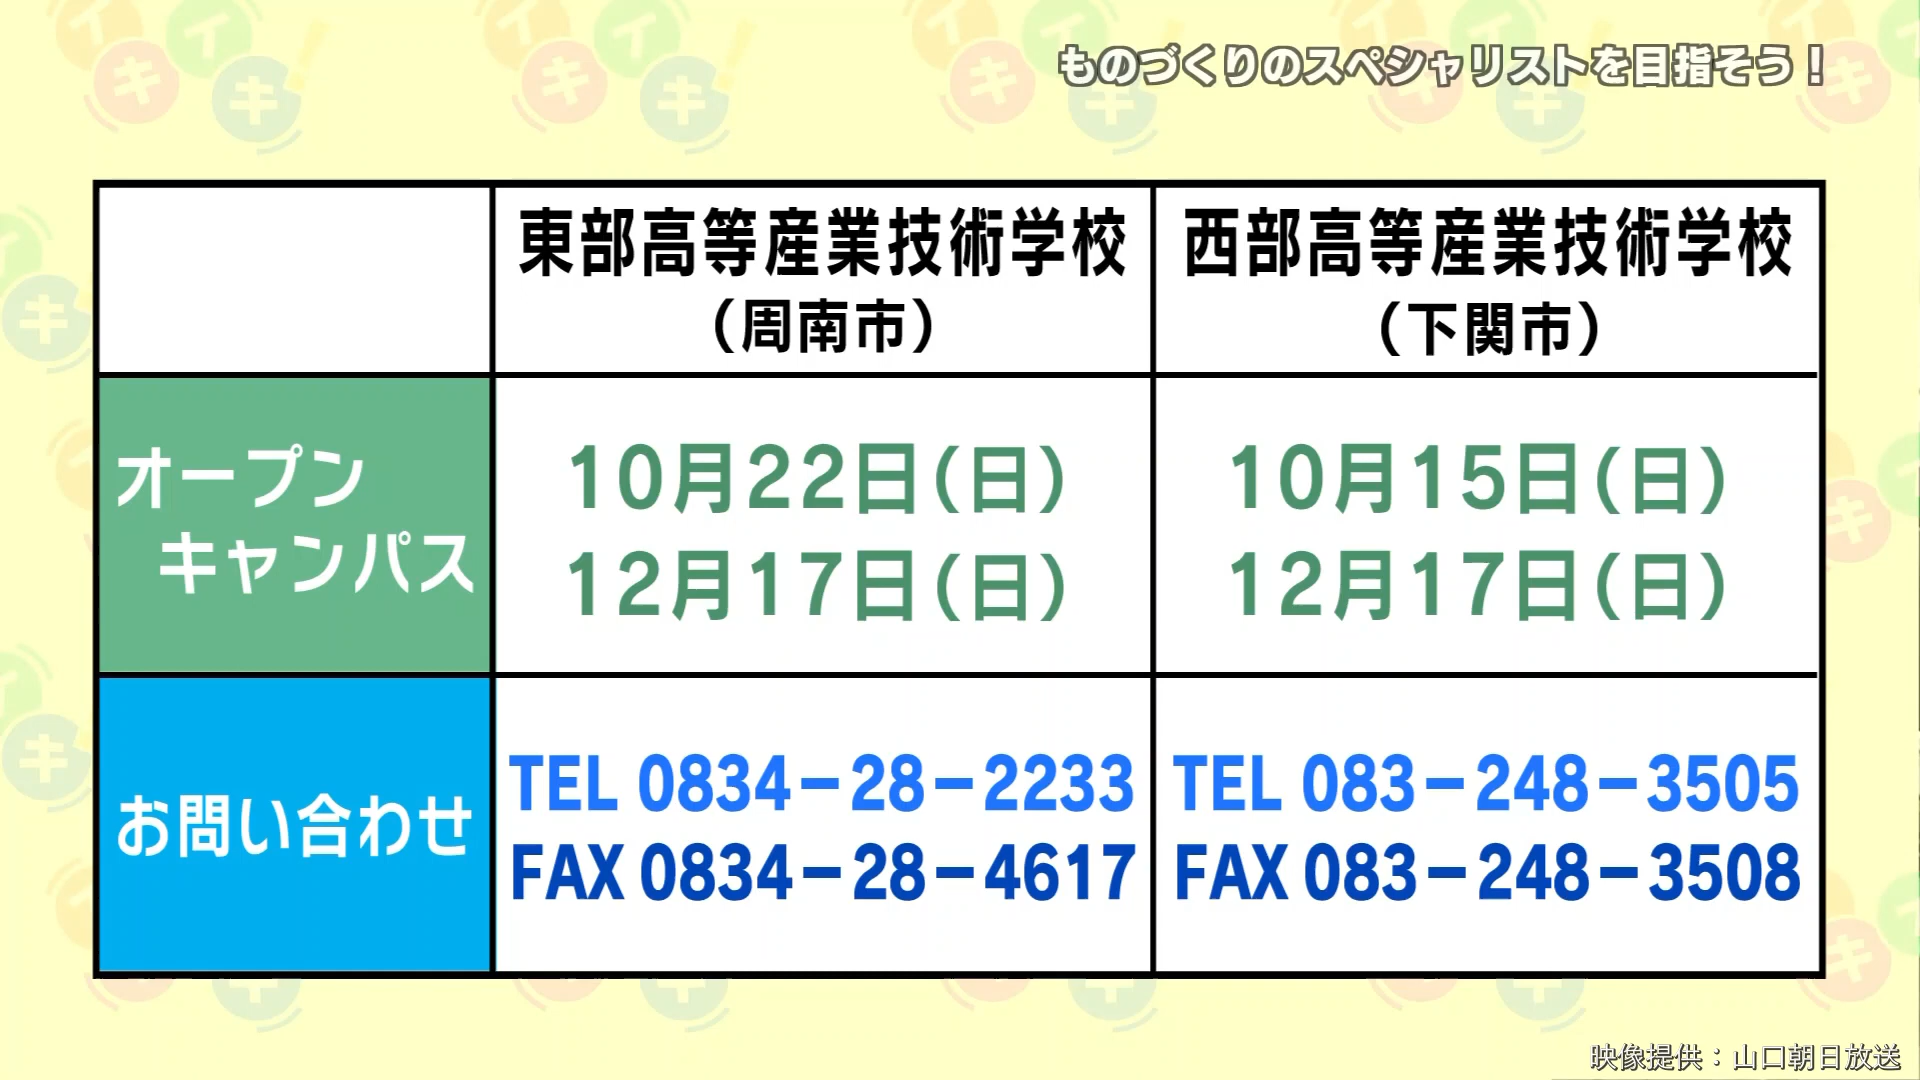 ものづくりのスペシャリストを目指そう！
東部高等産業技術学校
（周南市）
西部高等産業技術学校
（下関市）
オープン
キャンパス
10月22日（日）
12月17日（日）
10月15日（日）
12月17日（日）
お問い合わせ
TEL 0834－28－2233
FAX 0834－28－4617
TEL 083－248－3505
FAX 083－248－3508
映像提供：山口朝日放送